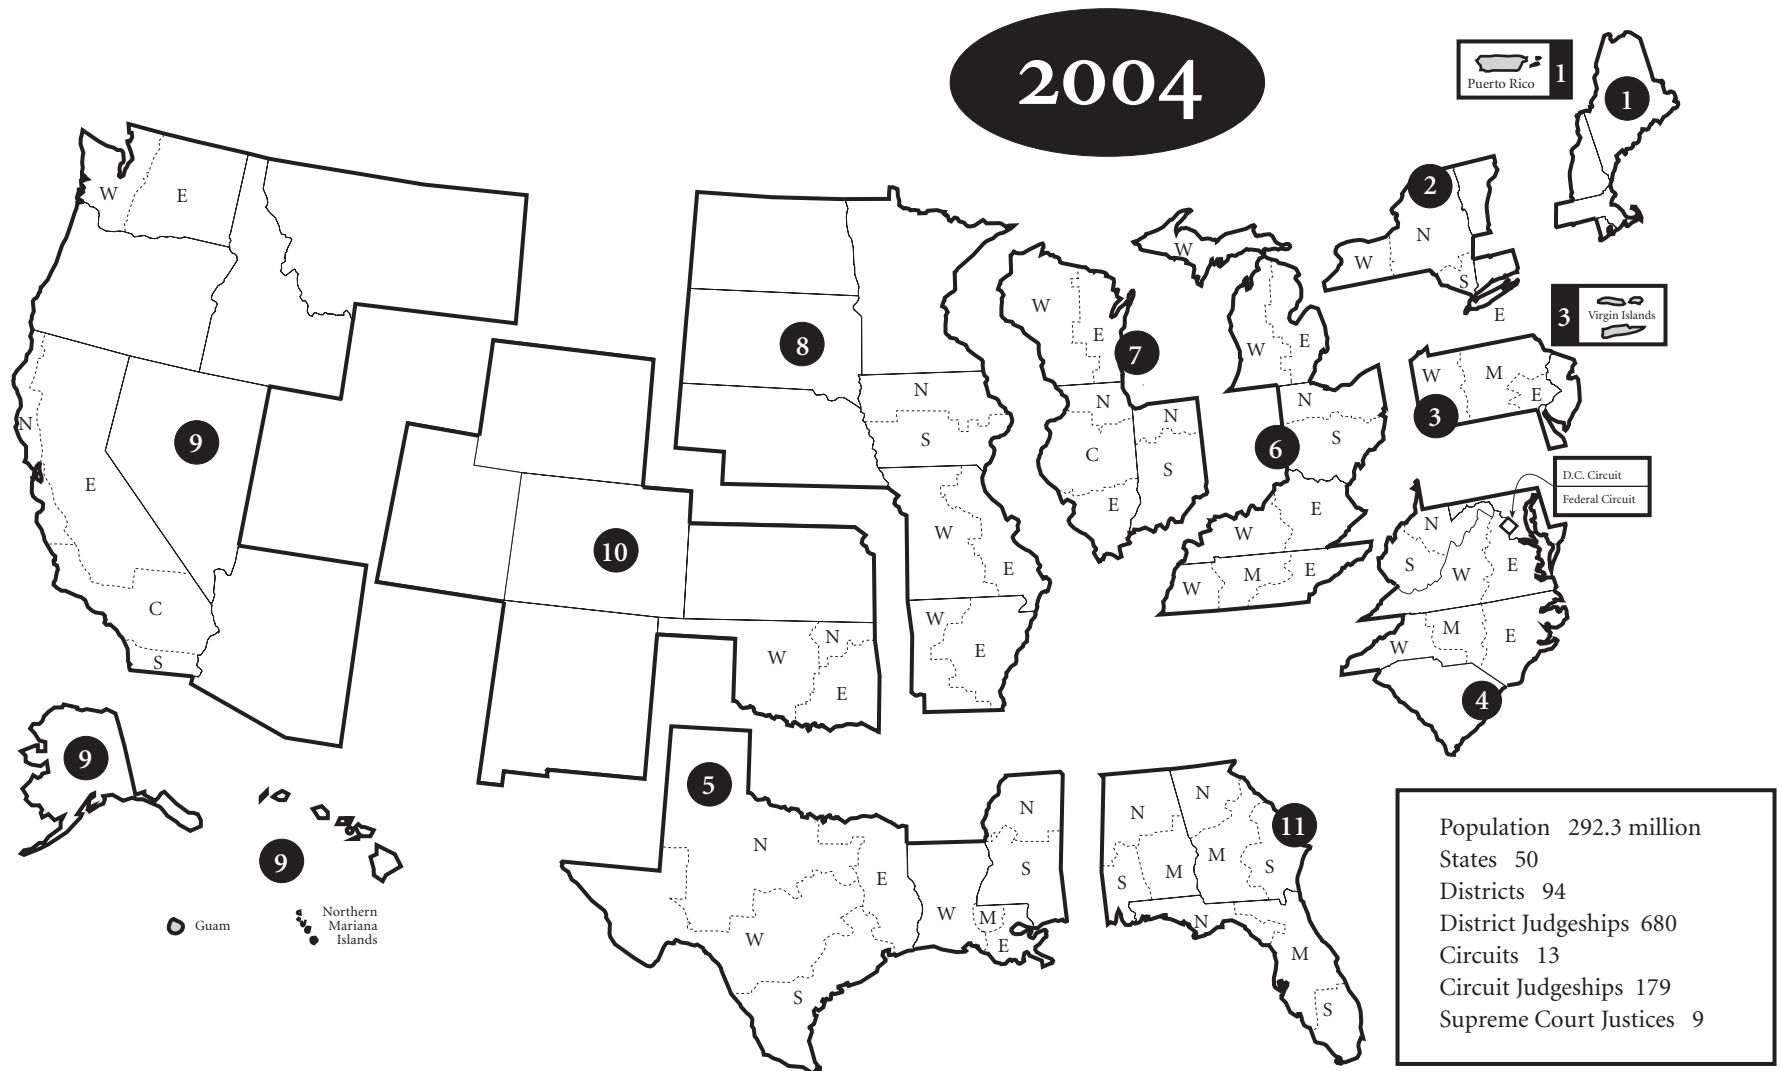 2004
1
Puerto Rico
1
2
N
W
S
E
3
Virgin Islands
W
E
W
W
E
N
9
E
C
S
8
N
S
W
E
W
E
W
E
7
N
C
E
N
S
W
E
6
N
S
E
W
W
M
E
W
M
E
3
D.C. Circuit
Federal Circuit
N
S
W
E
W
M
E
4
10
W
N
E
9
9
Guam
Northern
Mariana
Islands
5
N
E
W
S
W
M
E
N
S
N
S
M
N
M
S
11
N
M
S
Population 292.3 million
States 50
Districts 94
District Judgeships 680
Circuits 13
Circuit Judgeships 179
Supreme Court Justices 9